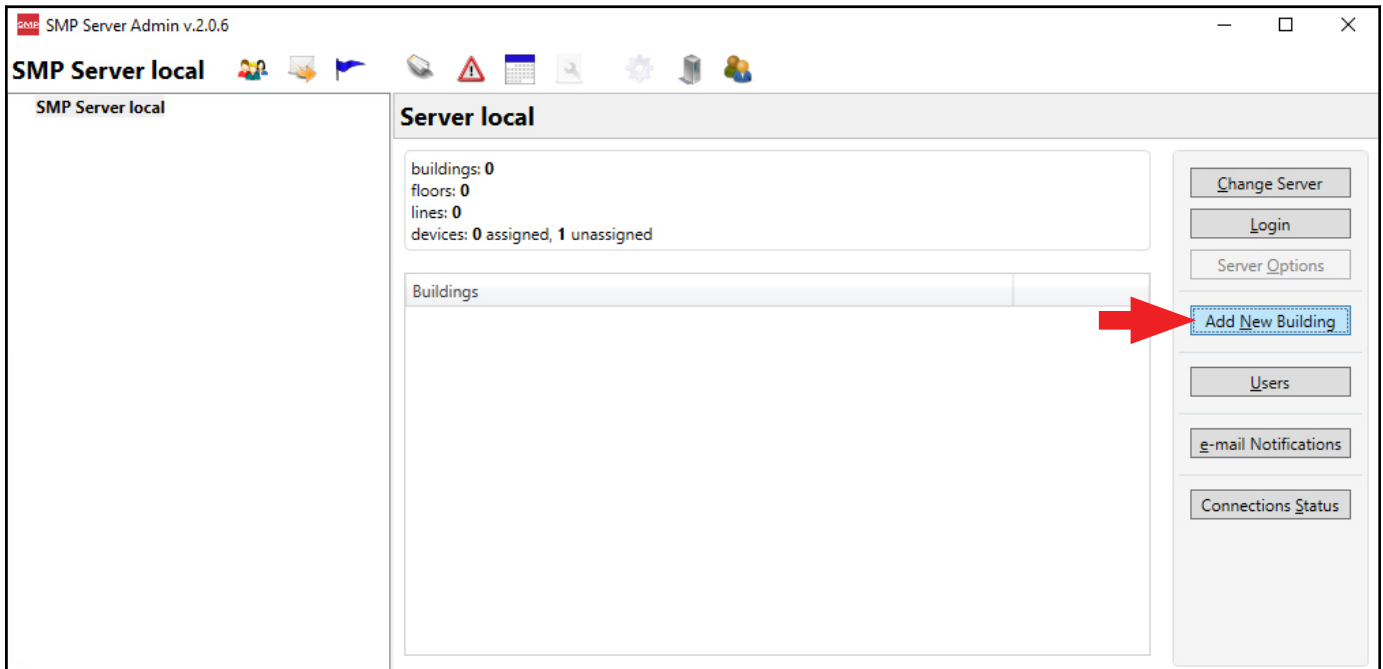 SMP SMP Server Admin v.2.0.6
SMP Server local
SMP Server local
Server local
buildings: 0
floors: 0
lines: 0
devices: 0 assigned, 1 unassigned
Buildings
Change Server
Login
Server Options
Add New Building
Users
e-mail Notifications
Connections Status